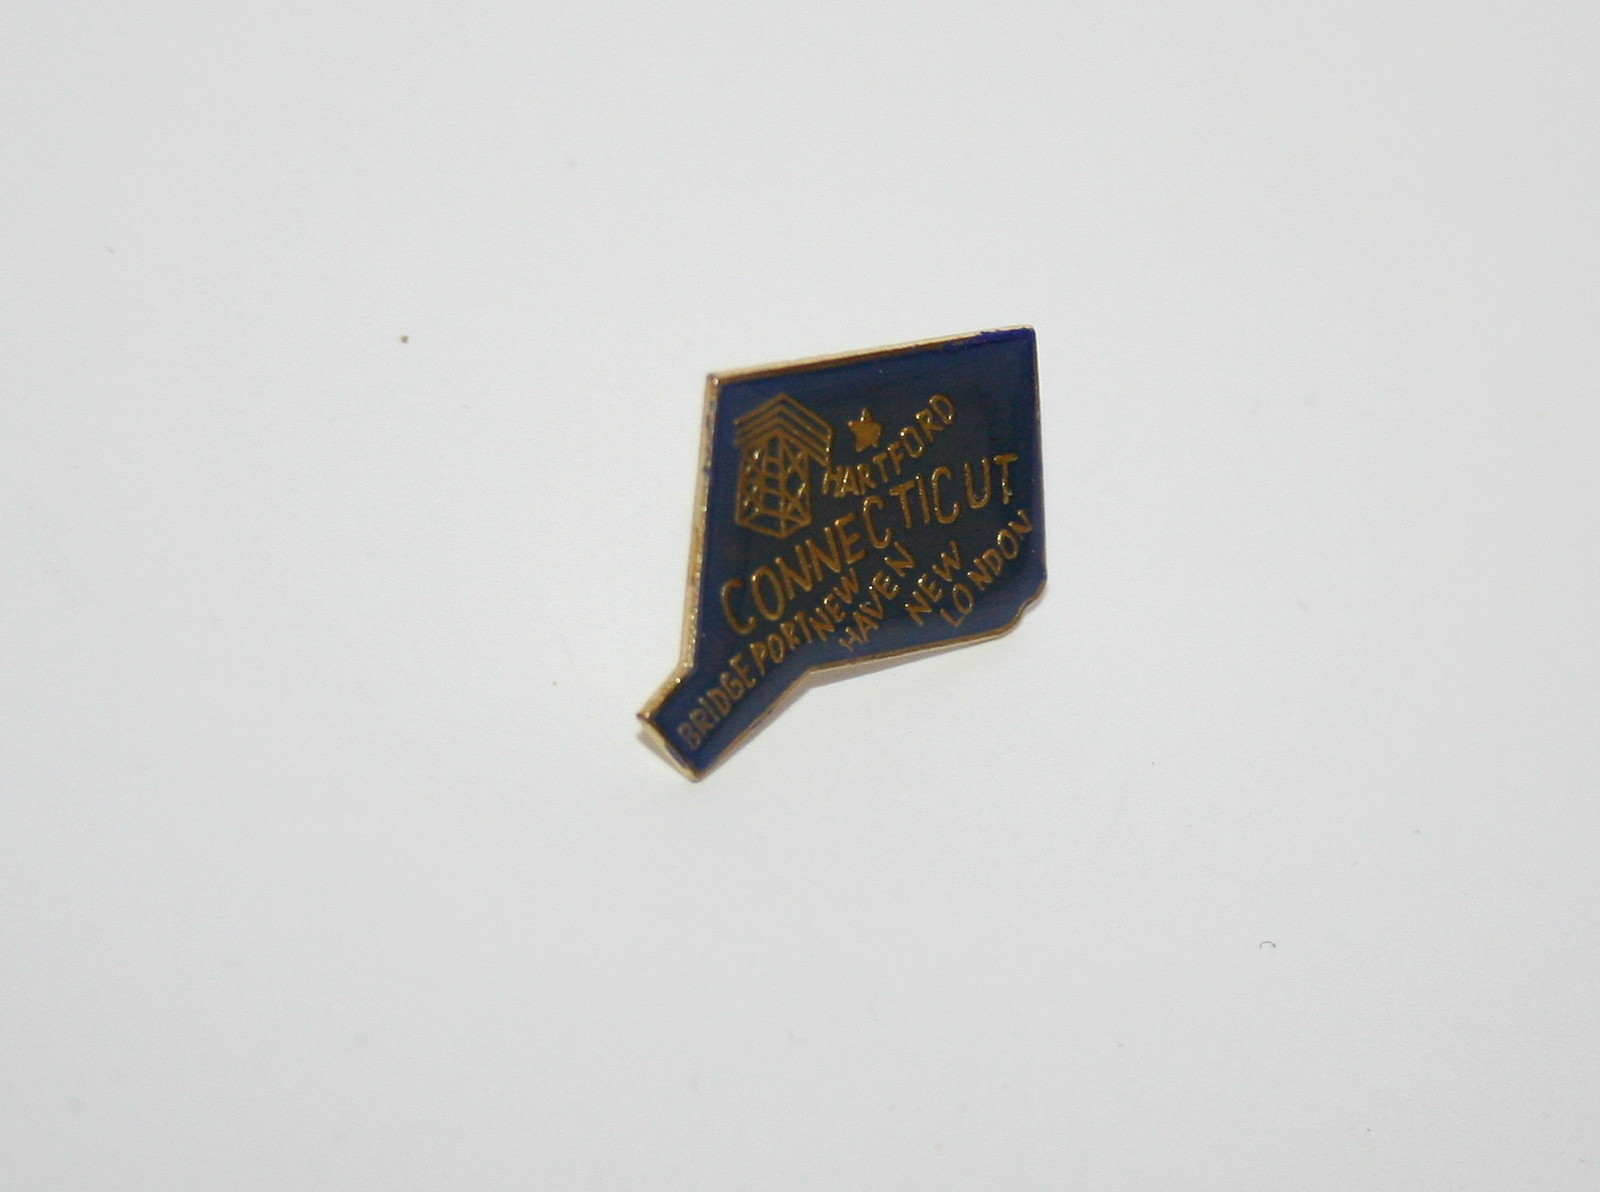 HARTFORD
CONNECTICUT
BRIDGEPORT
NEW
HAVEN
NEW
LONDON